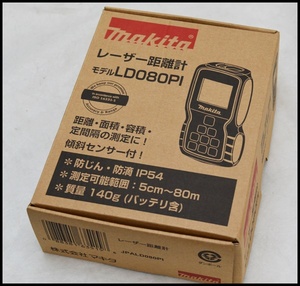 makita
レーザー距離計
モデルLD080PI
makita
距離・面積・容積・
定間隔の測定に!
傾斜センサー付!
＊防じん・防滴 IP54
＊測定可能範囲:5cm〜80m
＊質量 140g (バッテリ含)
レーザー距離計
JPALD080PI
株式会社マキタ